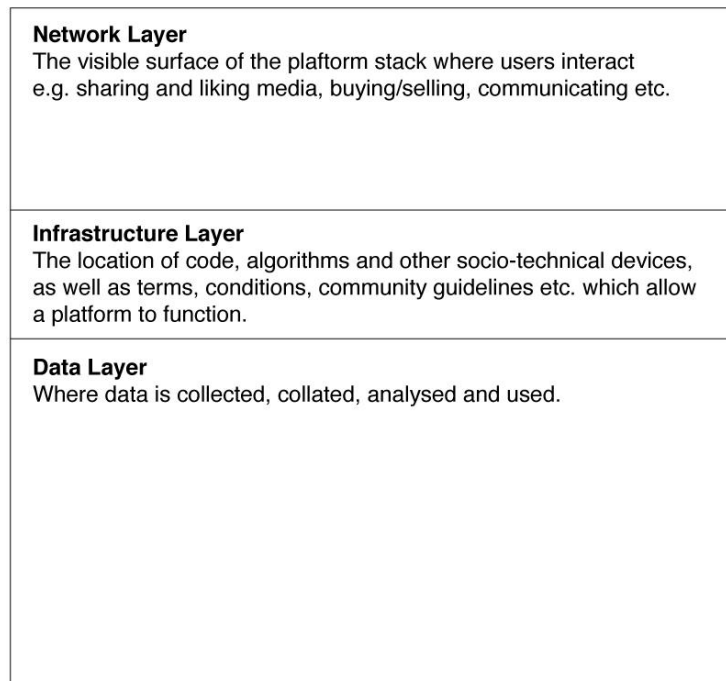 Network Layer
The visible surface of the plaftorm stack where users interact
e.g. sharing and liking media, buying/selling, communicating etc.
Infrastructure Layer
The location of code, algorithms and other socio-technical devices,
as well as terms, conditions, community guidelines etc. which allow
a platform to function.
Data Layer
Where data is collected, collated, analysed and used.